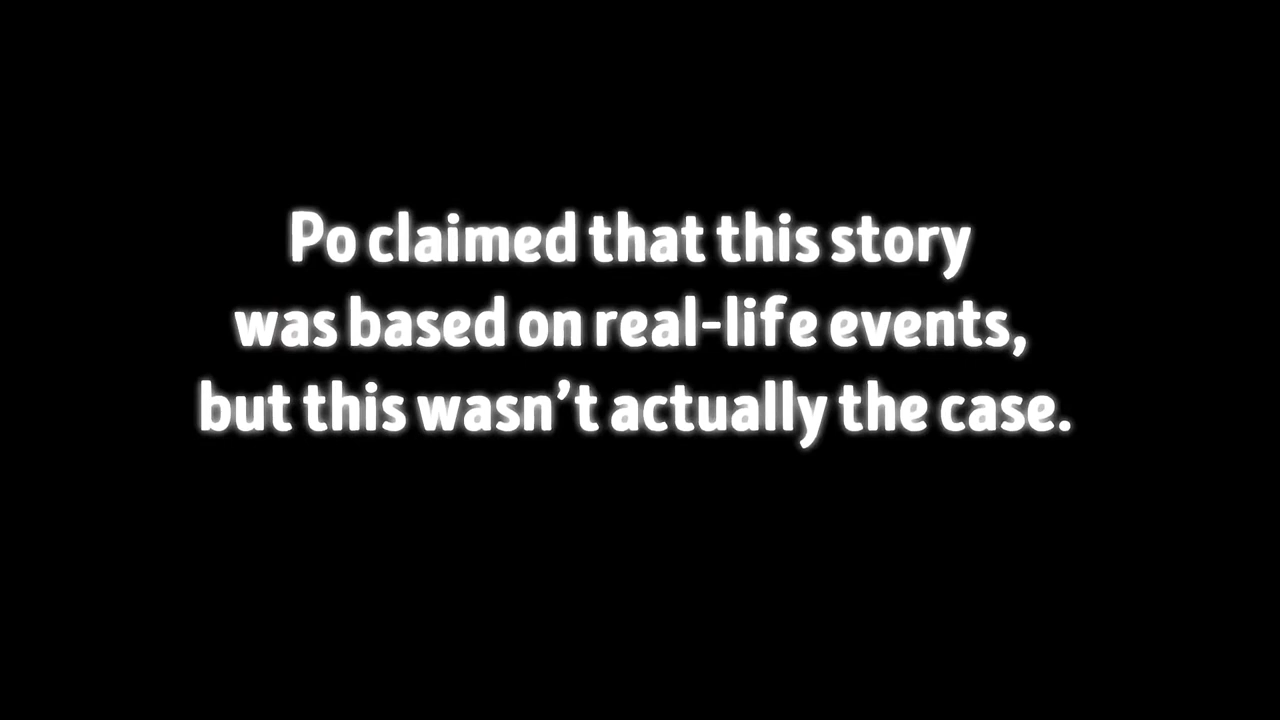 Po claimed that this story
was based on real-life events,
but this wasn’t actually the case.